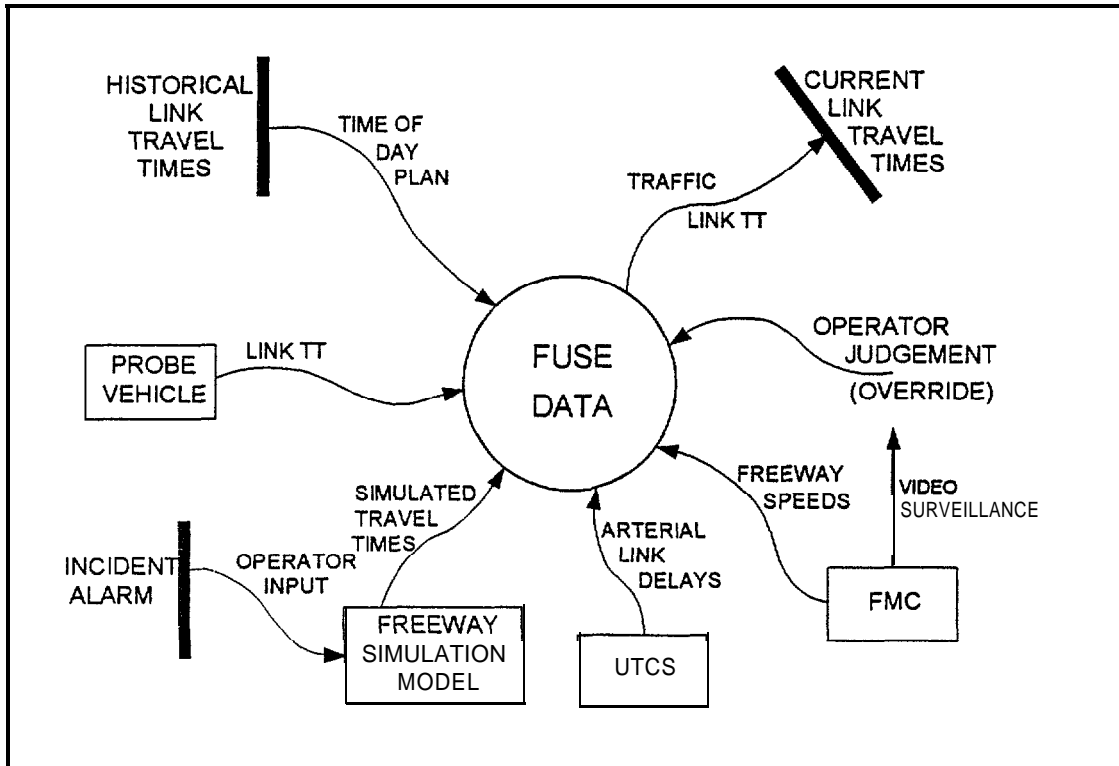 HISTORICAL
LINK
TRAVEL
TIMES
TIME OF
DAY
PLAN
CURRENT
LINK
TRAVEL
TIMES
TRAFFIC
LINK TT
PROBE
VEHICLE
LINK TT
FUSE
DATA
OPERATOR
JUDGEMENT
(OVERRIDE)
INCIDENT
ALARM
OPERATOR
INPUT
SIMULATED
TRAVEL
TIMES
FREEWAY
SIMULATION
MODEL
ARTERIAL
LINK
DELAYS
UTCS
FREEWAY
SPEEDS
VIDEO
SURVEILLANCE
FMC